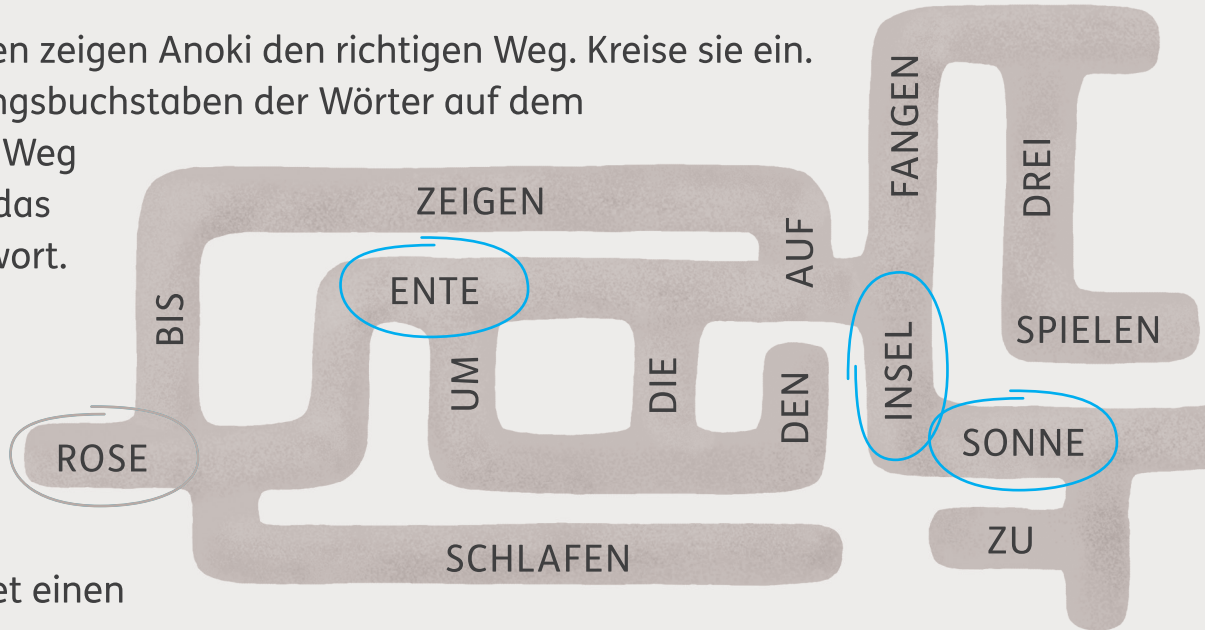 en zeigen Anoki den richtigen Weg. Kreise sie ein.
ngsbuchstaben der Wörter auf dem
Weg
das
wort.
FANGEN
DREI
ZEIGEN
AUF
ENTE
BIS
UM
DIE
DEN
INSEL
SPIELEN
ROSE
SONNE
ZU
SCHLAFEN
et einen